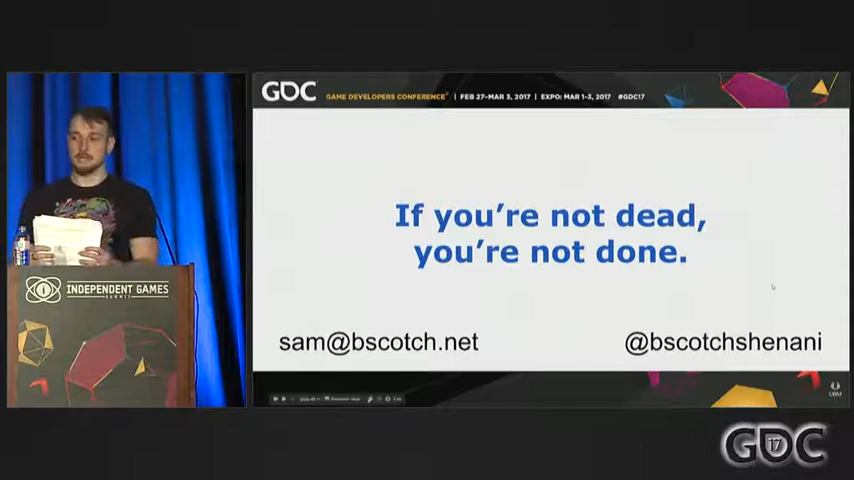 GDC
GAME DEVELOPERS CONFERENCE® | FEB 27–MAR 3, 2017 | EXPO: MAR 1–3, 2017 #GDC17
If you're not dead,
you're not done.
sam@bscotch.net
@bscotchshenani
INDEPENDENT GAMES
SUMMIT
UBM
GDC
17